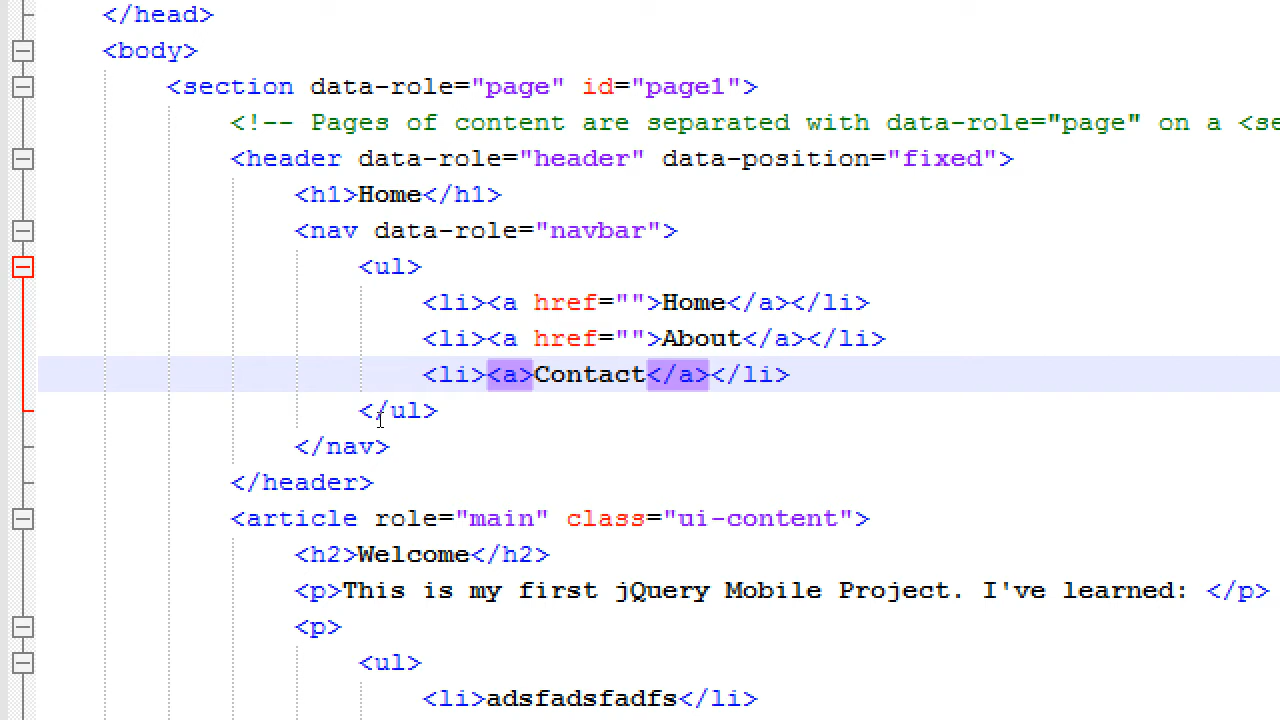 </head>
<body>
<section data-role="page" id="page1">
<!-- Pages of content are separated with data-role="page" on a <se
<header data-role="header" data-position="fixed">
<h1>Home</h1>
<nav data-role="navbar">
<ul>
<li><a href="">Home</a></li>
<li><a href="">About</a></li>
<li><a>Contact</a></li>
</ul>
</nav>
</header>
<article role="main" class="ui-content">
<h2>Welcome</h2>
<p>This is my first jQuery Mobile Project. I've learned: </p>
<p>
<ul>
<li>adsfadsfadfs</li>